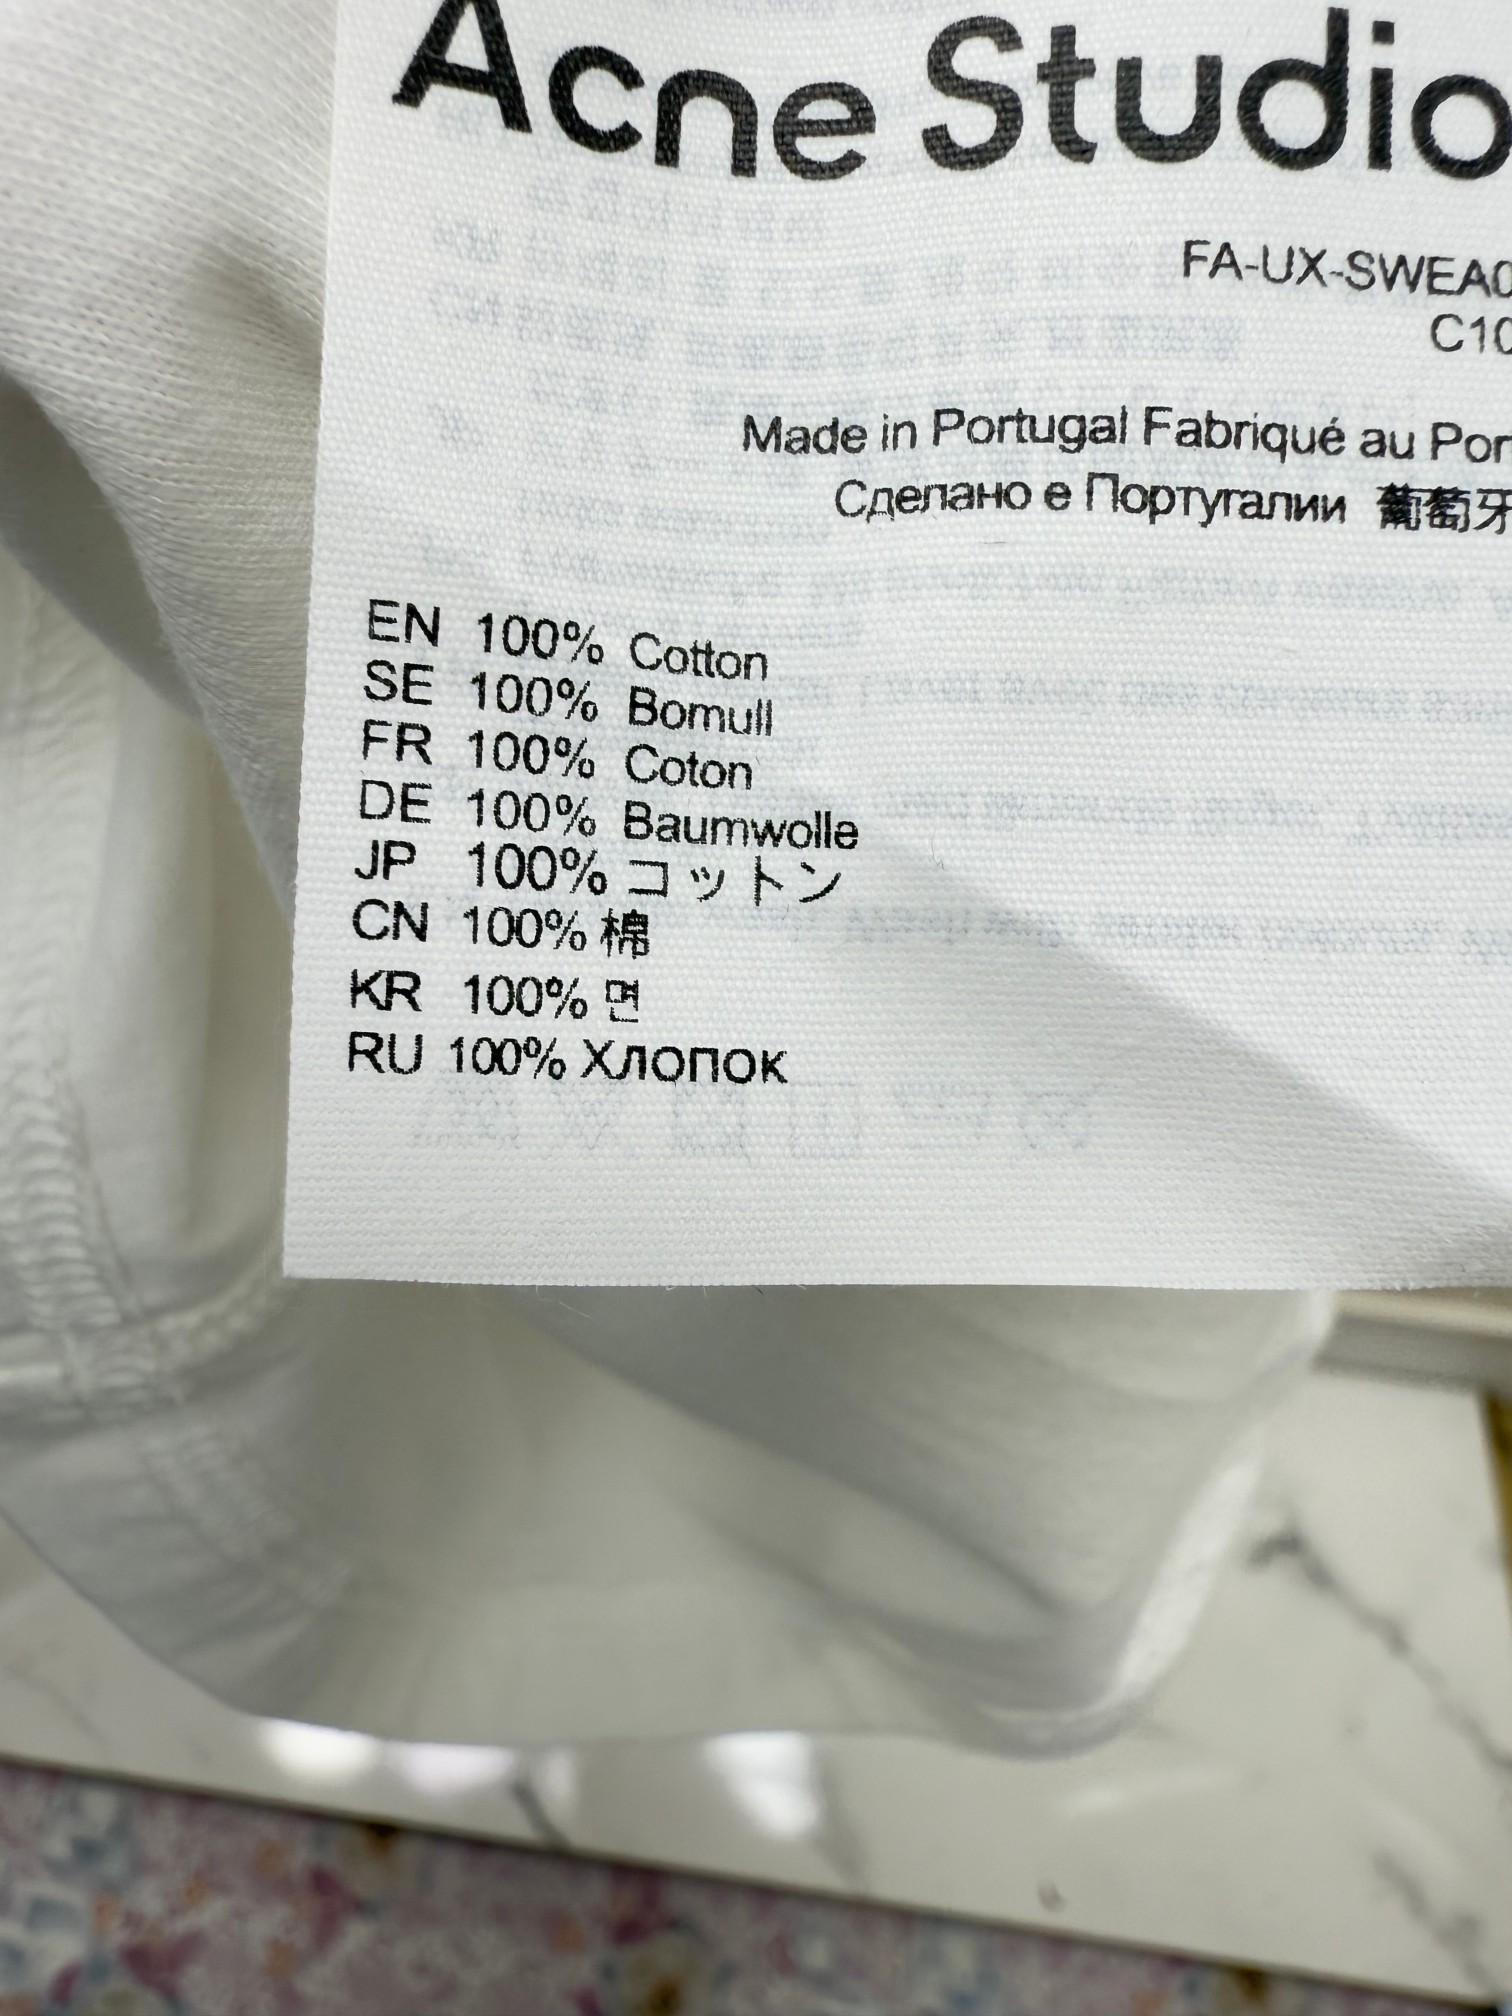 Acne Studio
FA-UX-SWEA0
C10
Made in Portugal Fabriqué au Por
Сделано е Португалии 葡萄牙
EN 100% Cotton
SE 100% Bomull
FR 100% Coton
DE 100% Baumwolle
JP 100% コットン
CN 100% 棉
KR 100% 면
RU 100% Хлопок